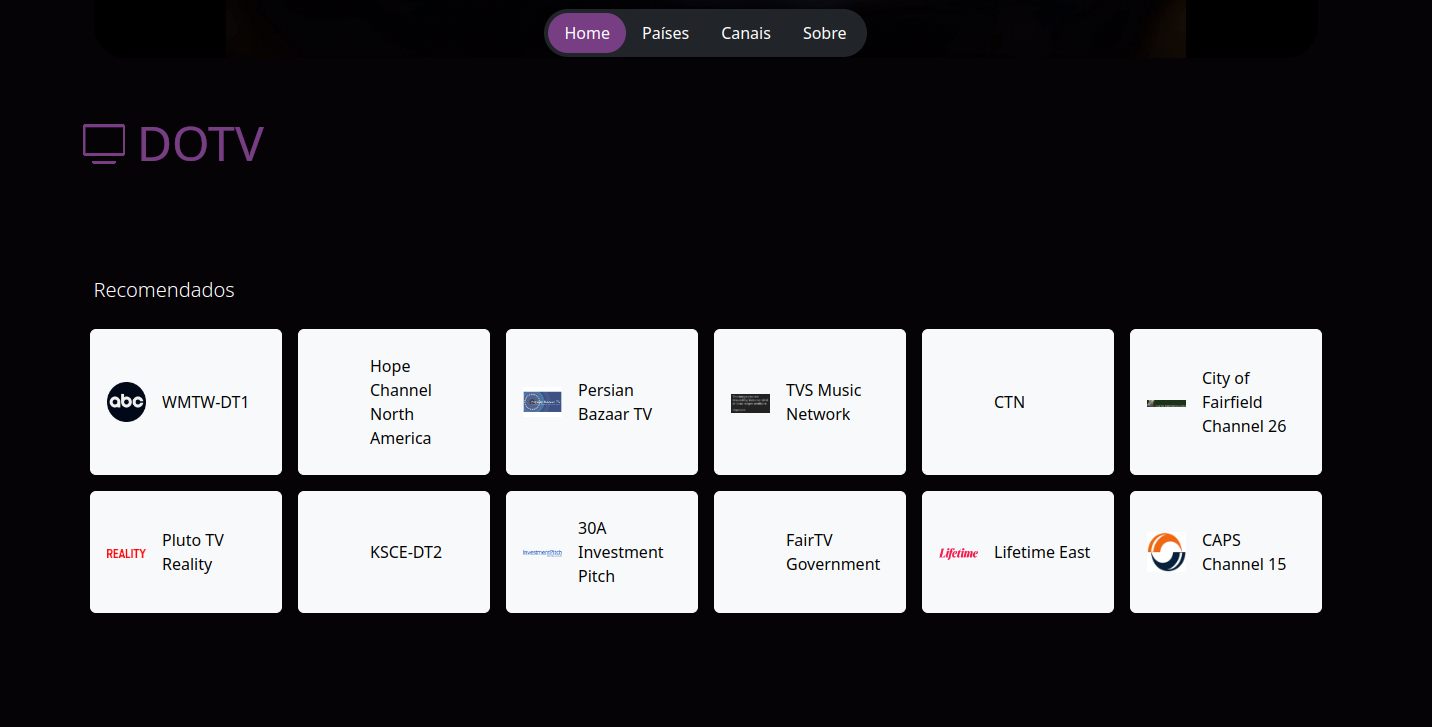 Home Países Canais Sobre
DOTV
Recomendados
abc
WMTW-DT1
Hope
Channel
North
America
Persian
Bazaar TV
TVS Music
Network
CTN
City of
Fairfield
Channel 26
REALITY
Pluto TV
Reality
KSCE-DT2
InvestmentPitch
30A
Investment
Pitch
FairTV
Government
Lifetime
Lifetime East
CAPS
Channel 15